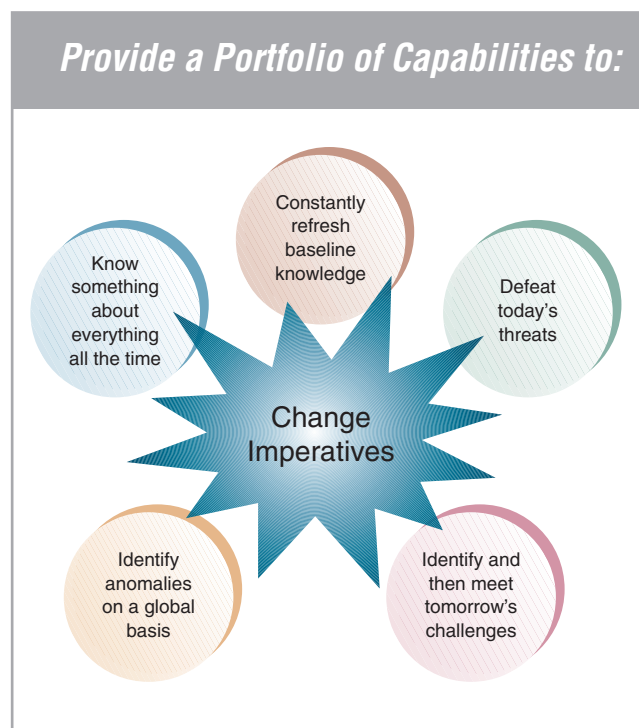 Provide a Portfolio of Capabilities to:
Constantly
refresh
baseline
knowledge
Know
something
about
everything
all the time
Defeat
today's
threats
Change
Imperatives
Identify
anomalies
on a global
basis
Identify and
then meet
tomorrow's
challenges